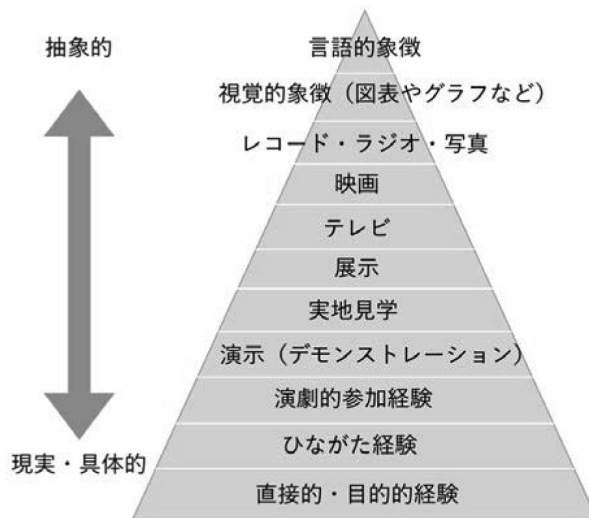 抽象的
言語的象徴
視覚的象徴（図表やグラフなど）
レコード・ラジオ・写真
映画
テレビ
展示
実地見学
演示（デモンストレーション）
演劇的参加経験
ひながた経験
現実・具体的
直接的・目的的経験